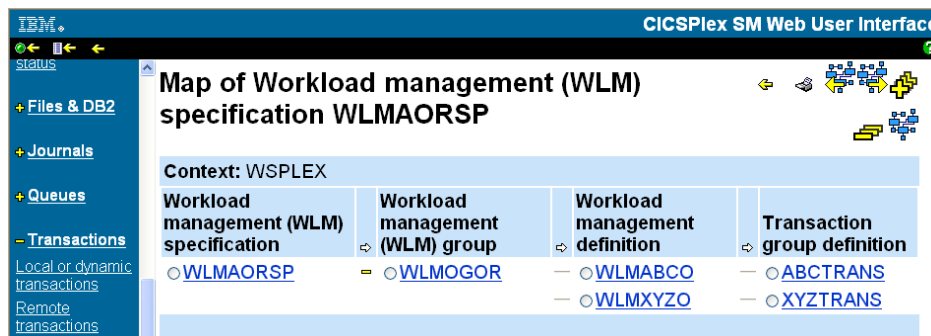 IBM.
CICSPlex SM Web User Interface
status
Files & DB2
Journals
Queues
Transactions
Local or dynamic
transactions
Remote
transactions
Map of Workload management (WLM)
specification WLMAORSP
Context: WSPLEX
Workload
management (WLM)
specification
Workload
management
(WLM) group
Workload
management
definition
Transaction
group definition
WLMAORSP
WLMOGOR
WLMABCO
ABCTRANS
WLMXYZO
XYZTRANS